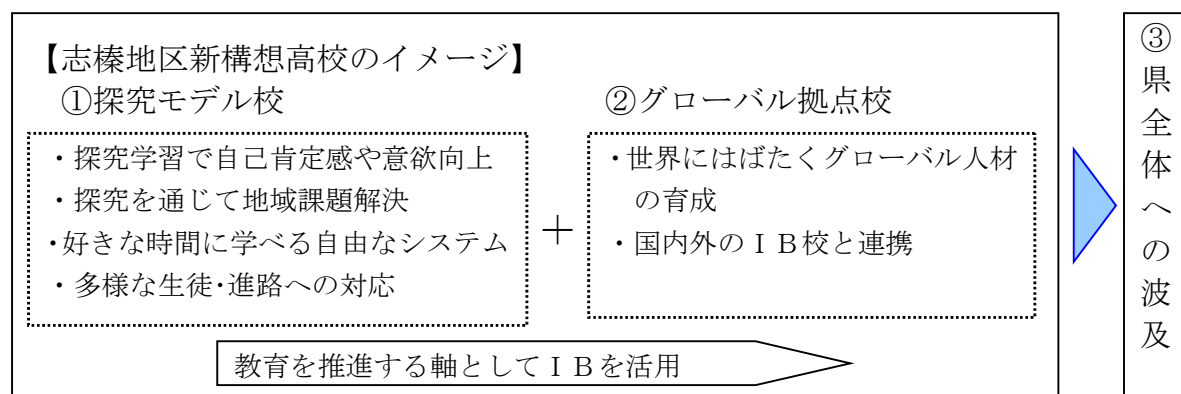 【志榛地区新構想高校のイメージ】
①探究モデル校
・探究学習で自己肯定感や意欲向上
・探究を通じて地域課題解決
・好きな時間に学べる自由なシステム
・多様な生徒・進路への対応
＋
②グローバル拠点校
・世界にはばたくグローバル人材
の育成
・国内外のＩＢ校と連携
教育を推進する軸としてＩＢを活用
③県全体への波及